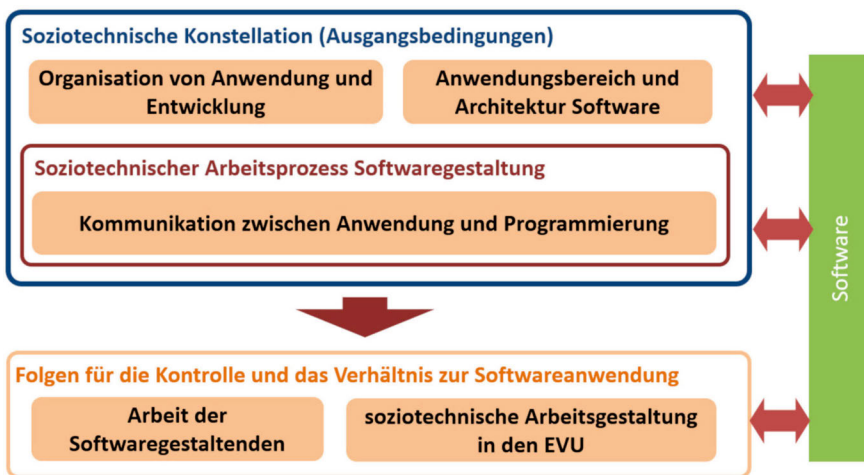 Soziotechnische Konstellation (Ausgangsbedingungen)
Organisation von Anwendung und
Entwicklung
Anwendungsbereich und
Architektur Software
Soziotechnischer Arbeitsprozess Softwaregestaltung
Kommunikation zwischen Anwendung und Programmierung
Folgen für die Kontrolle und das Verhältnis zur Softwareanwendung
Arbeit der
Softwaregestaltenden
soziotechnische Arbeitsgestaltung
in den EVU
Software